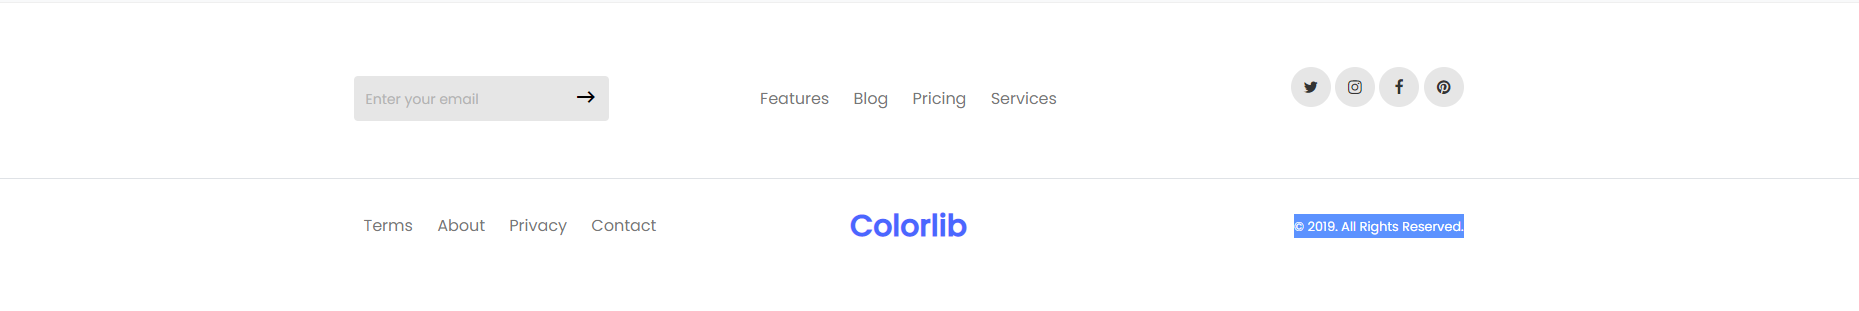 Enter your email
Features Blog Pricing Services
Terms About Privacy Contact
Colorlib
© 2019. All Rights Reserved.